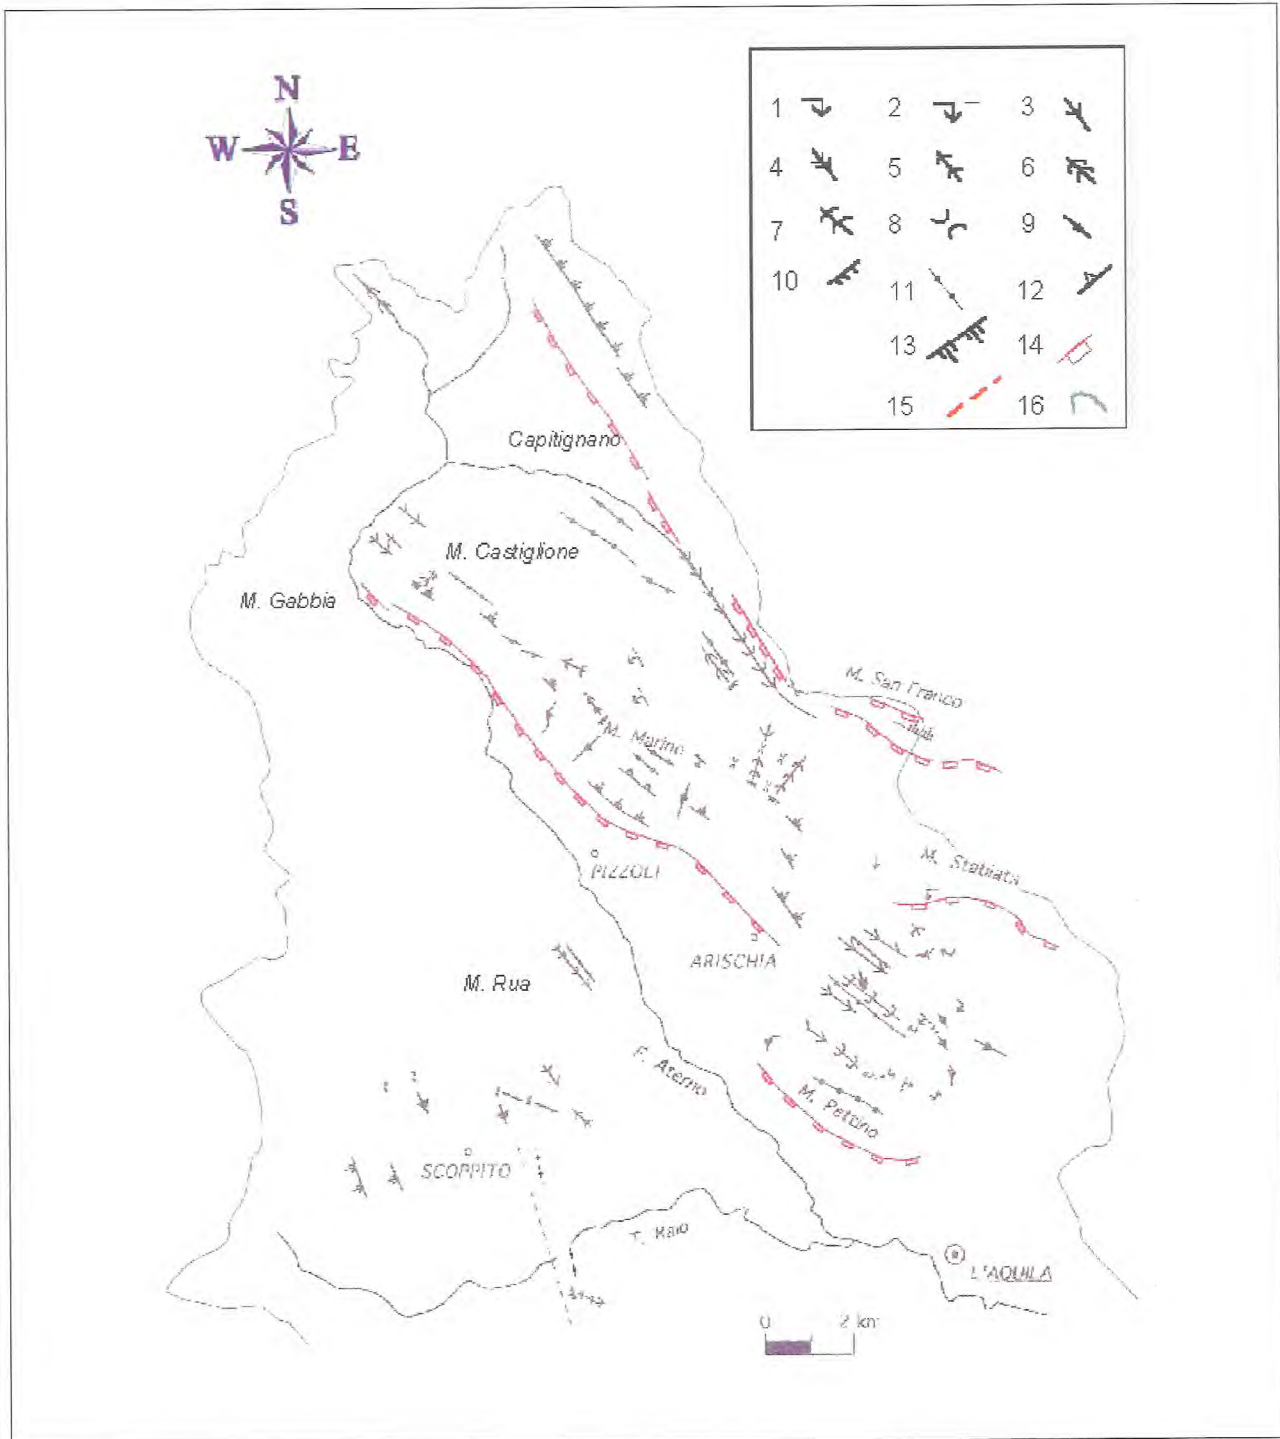 N
W E
S
1 2 3
4 5 6
7 8 9
10 11 12
13 14
15 16
Capitignano
M. Castiglione
M. Gabbia
M. San Franco
M. Marine
M. Stabiata
PIZZOLI
ARISCHIA
M. Rua
F. Aterno
M. Pettino
SCOPPITO
T. Raio
L'AQUILA
0 2 km